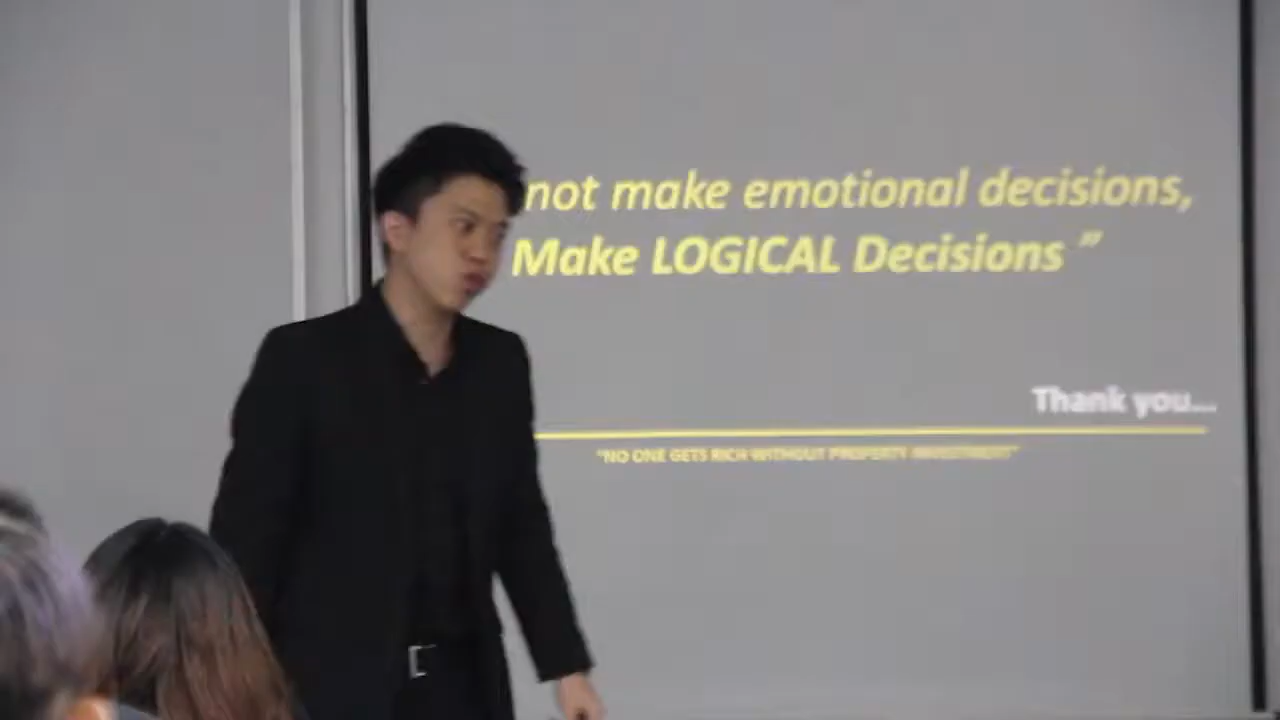 not make emotional decisions,
Make LOGICAL Decisions ”
Thank you...
"NO ONE GETS RICH WITHOUT PROPERTY INVESTMENT"